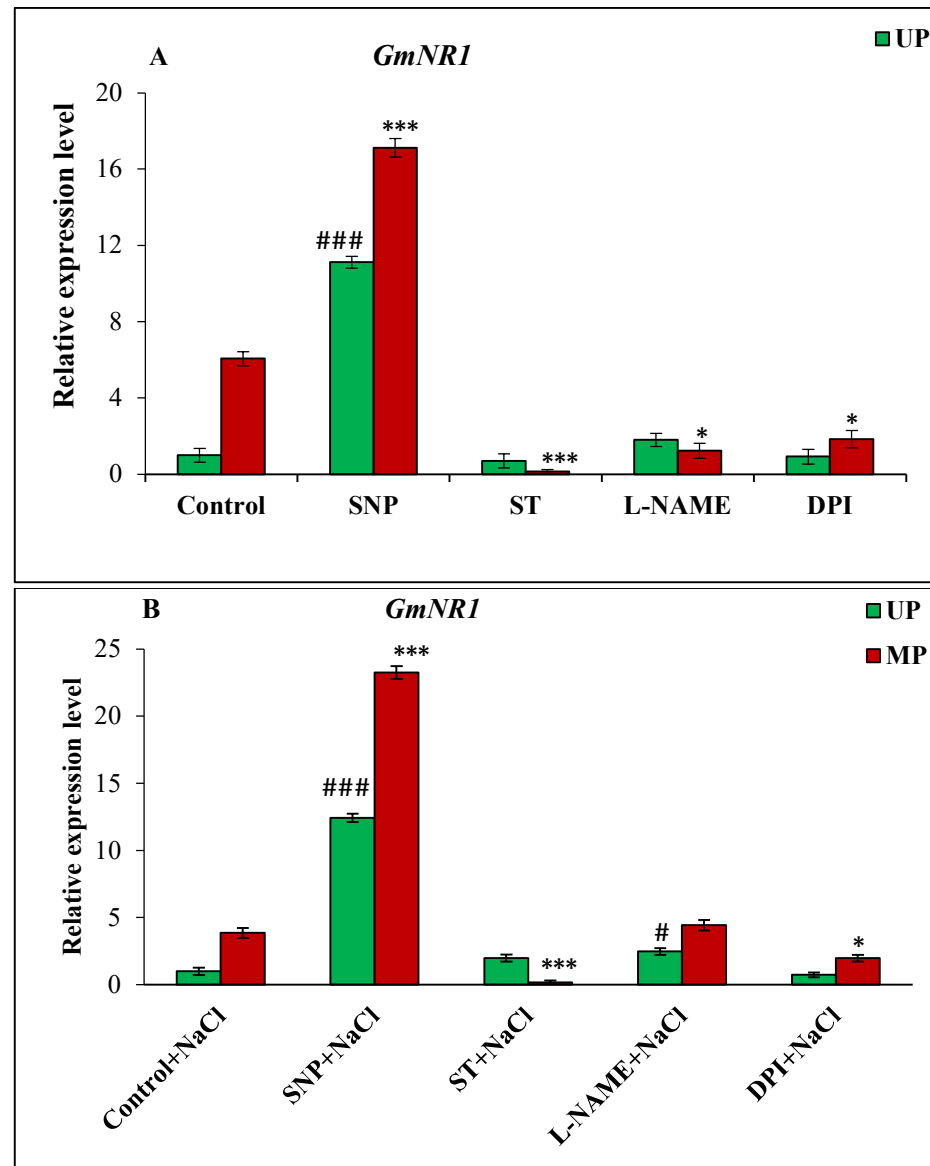 A
GmNR1
UP
Relative expression level
20
16
12
8
4
0
***
###
***
*
*
Control
SNP
ST
L-NAME
DPI
B
GmNR1
UP
MP
Relative expression level
25
20
15
10
5
0
***
###
***
#
*
Control+NaCl
SNP+NaCl
ST+NaCl
L-NAME+NaCl
DPI+NaCl